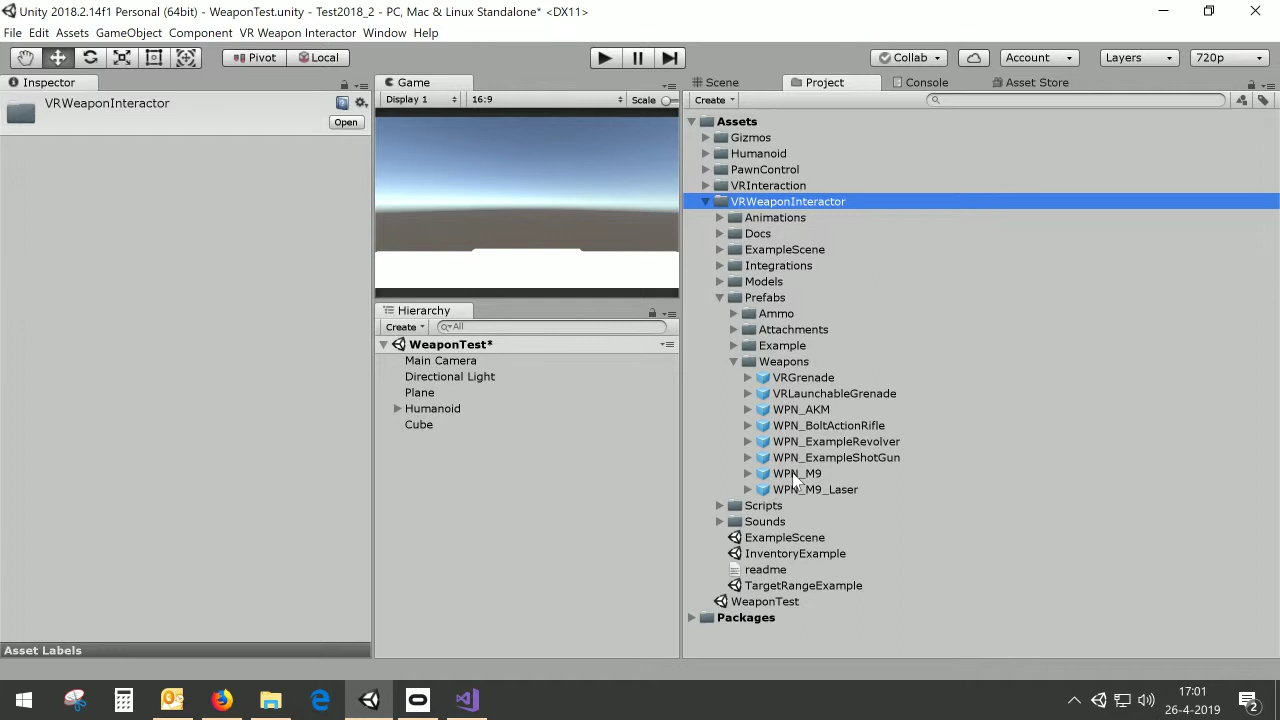 Unity 2018.2.14f1 Personal (64bit) - WeaponTest.unity - Test2018_2 - PC, Mac & Linux Standalone* <DX11>
File Edit Assets GameObject Component VR Weapon Interactor Window Help
Pivot Local Collab Account Layers 720p
Inspector
VRWeaponInteractor
Open
Asset Labels
Game
Display 1 16:9 Scale
Hierarchy
Create All
WeaponTest*
Main Camera
Directional Light
Plane
Humanoid
Cube
Scene Project Console Asset Store
Create
Assets
Gizmos
Humanoid
PawnControl
VRInteraction
VRWeaponInteractor
Animations
Docs
ExampleScene
Integrations
Models
Prefabs
Ammo
Attachments
Example
Weapons
VRGrenade
VRLaunchableGrenade
WPN_AKM
WPN_BoltActionRifle
WPN_ExampleRevolver
WPN_ExampleShotGun
WPN_M9
WPN_M9_Laser
Scripts
Sounds
ExampleScene
InventoryExample
readme
TargetRangeExample
WeaponTest
Packages
17:01
26-4-2019
2